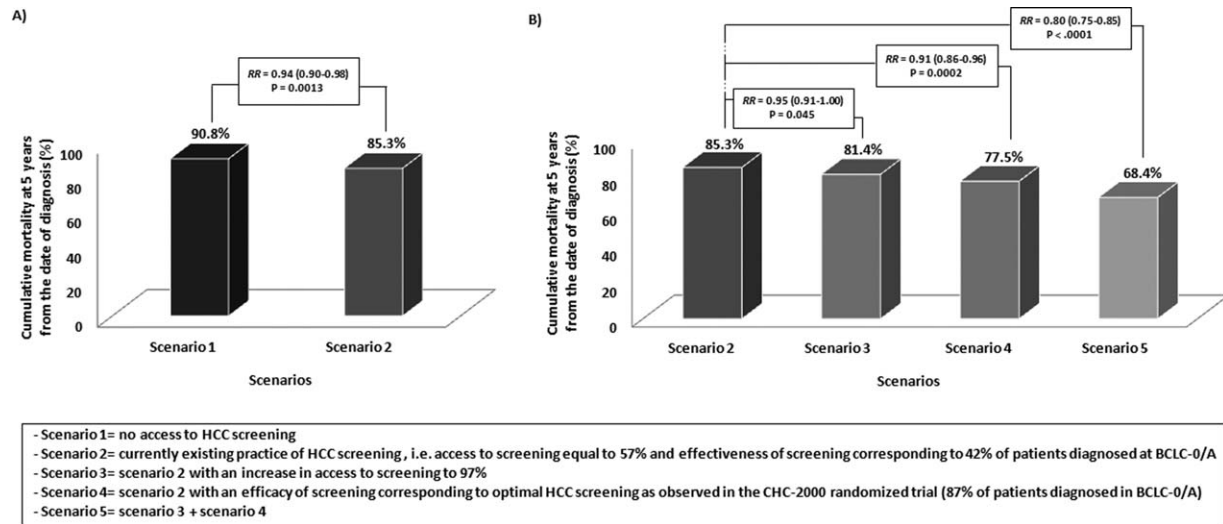 A)
RR = 0.94 (0.90-0.98)
P = 0.0013
90.8%
85.3%
Cumulative mortality at 5 years
from the date of diagnosis (%)
100
80
60
40
20
0
Scenario 1
Scenario 2
Scenarios
B)
RR = 0.80 (0.75-0.85)
P < .0001
RR = 0.91 (0.86-0.96)
P = 0.0002
RR = 0.95 (0.91-1.00)
P = 0.045
85.3%
81.4%
77.5%
68.4%
Cumulative mortality at 5 years
from the date of diagnosis (%)
100
80
60
40
20
0
Scenario 2
Scenario 3
Scenario 4
Scenario 5
Scenarios
- Scenario 1= no access to HCC screening
- Scenario 2= currently existing practice of HCC screening , i.e. access to screening equal to 57% and effectiveness of screening corresponding to 42% of patients diagnosed at BCLC-0/A
- Scenario 3= scenario 2 with an increase in access to screening to 97%
- Scenario 4= scenario 2 with an efficacy of screening corresponding to optimal HCC screening as observed in the CHC-2000 randomized trial (87% of patients diagnosed in BCLC-0/A)
- Scenario 5= scenario 3 + scenario 4